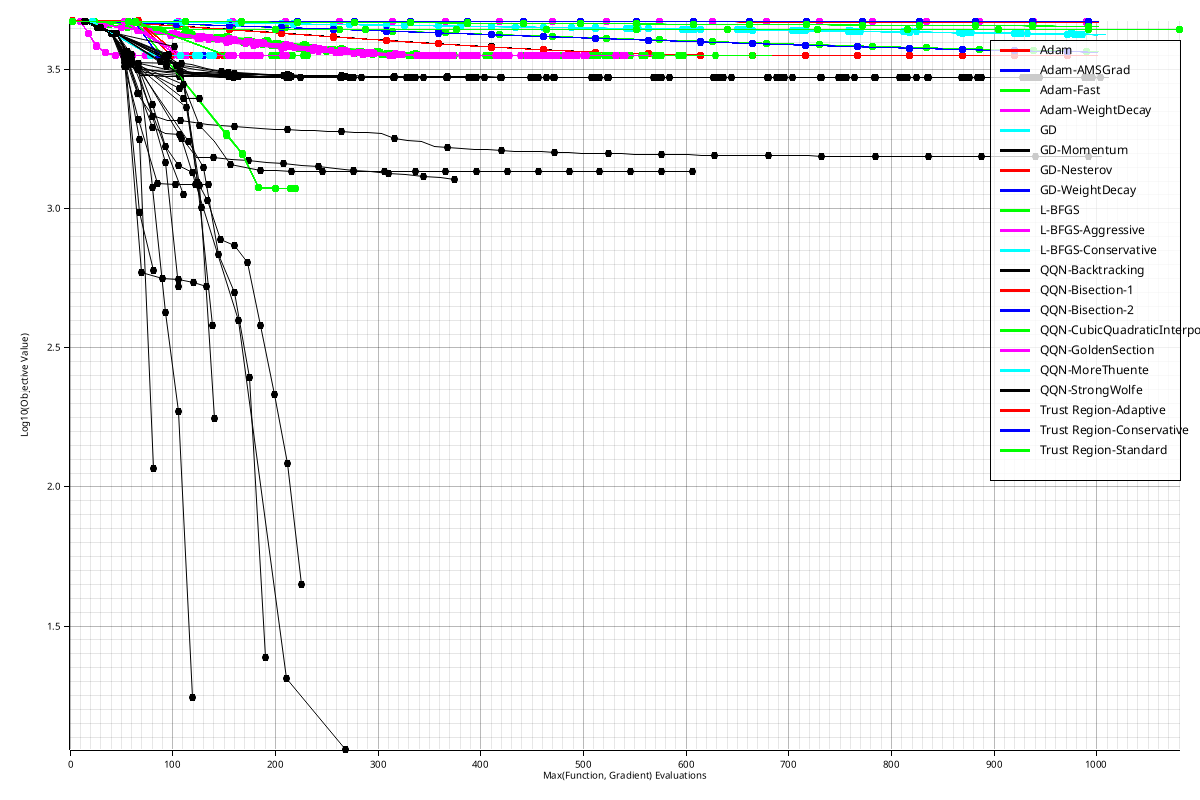 3.5
3.0
2.5
2.0
1.5
Log10(Objective Value)
0
100
200
300
400
500
600
700
800
900
1000
Max(Function, Gradient) Evaluations
Adam
Adam-AMSGrad
Adam-Fast
Adam-WeightDecay
GD
GD-Momentum
GD-Nesterov
GD-WeightDecay
L-BFGS
L-BFGS-Aggressive
L-BFGS-Conservative
QQN-Backtracking
QQN-Bisection-1
QQN-Bisection-2
QQN-CubicQuadraticInterpo
QQN-GoldenSection
QQN-MoreThuente
QQN-StrongWolfe
Trust Region-Adaptive
Trust Region-Conservative
Trust Region-Standard